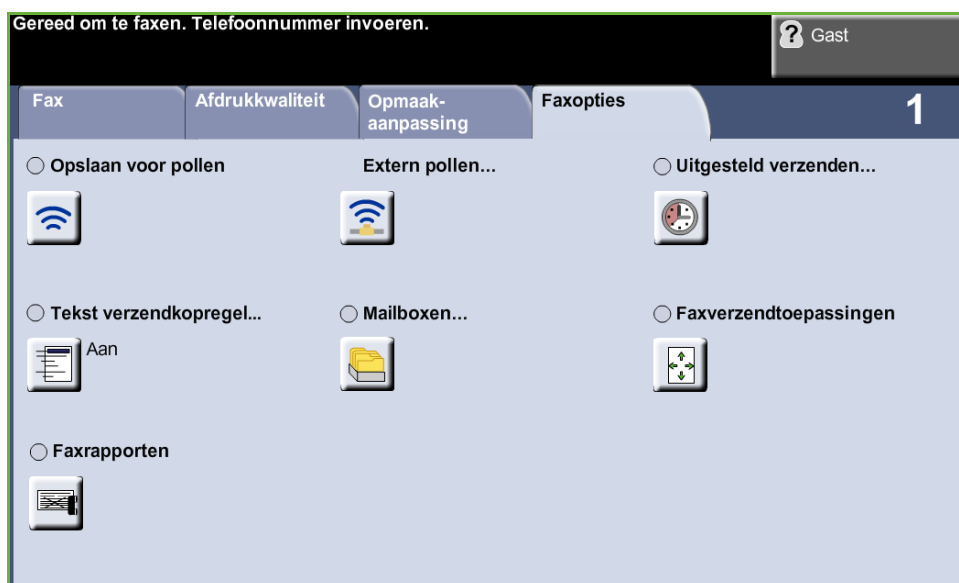 Gereed om te faxen. Telefoonnummer invoeren.
? Gast
Fax
Afdrukkwaliteit
Opmaak-
aanpassing
Faxopties
1
Opslaan voor pollen
Extern pollen...
Uitgesteld verzenden...
Tekst verzendkopregel...
Mailboxen...
Faxverzendtoepassingen
Aan
Faxrapporten